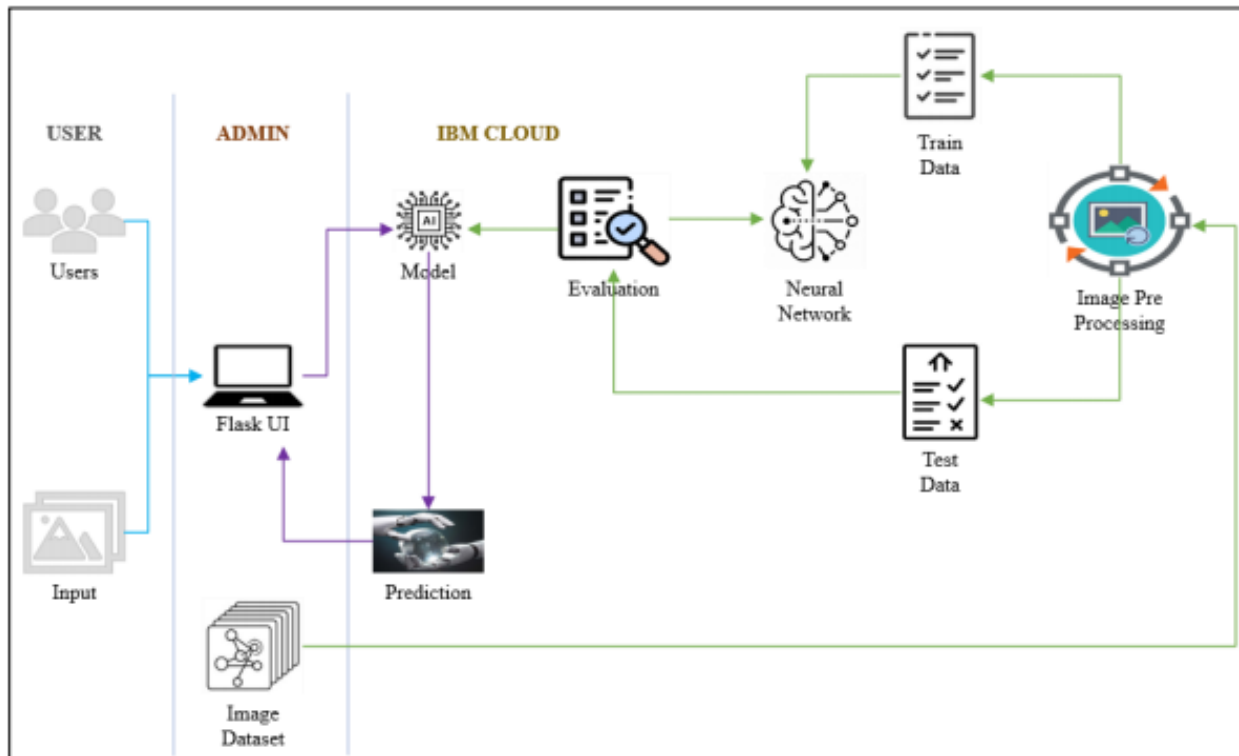 USER
ADMIN
IBM CLOUD
Train
Data
AI
Users
Model
Evaluation
Neural
Network
Image Pre
Processing
Flask UI
Test
Data
Input
Prediction
Image
Dataset